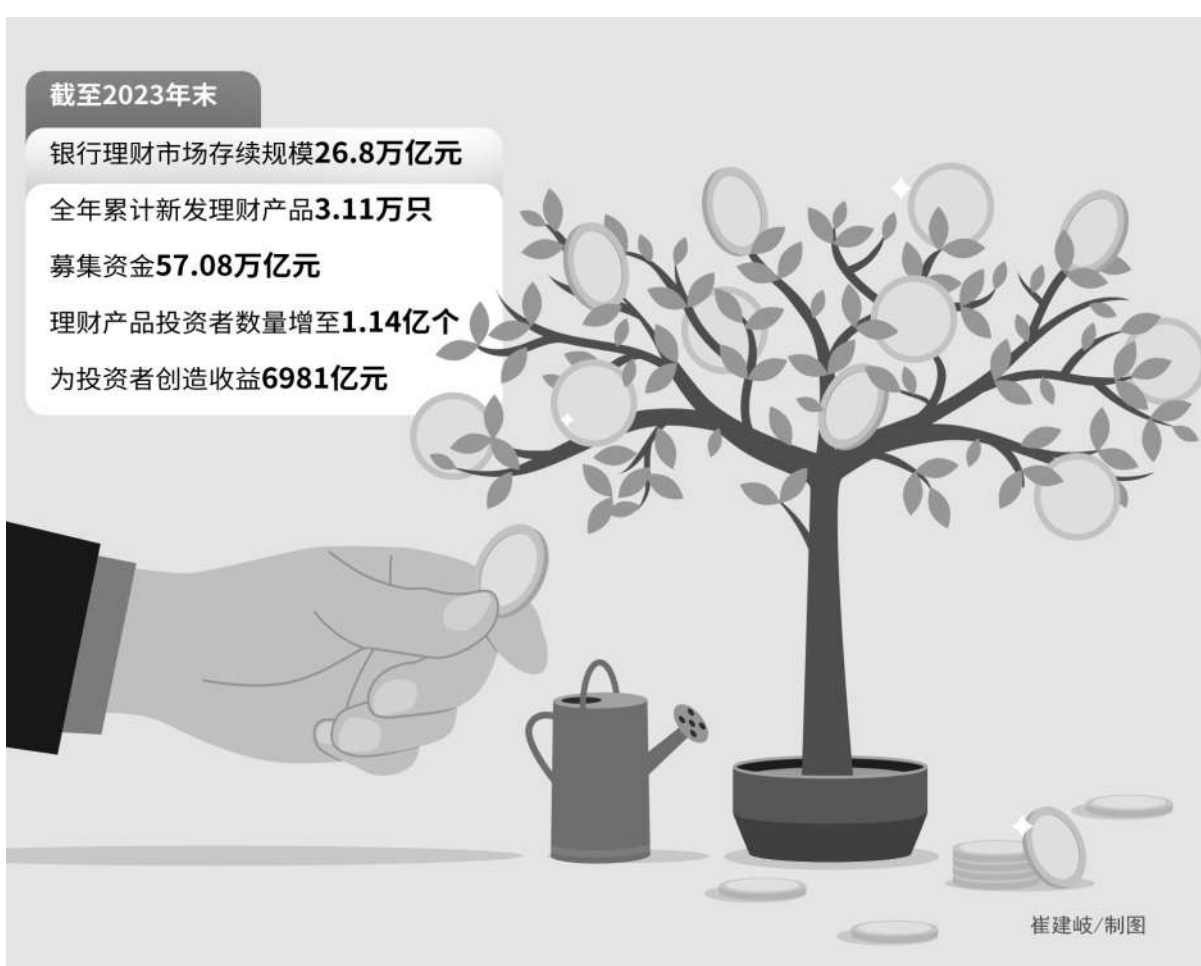 截至2023年末
银行理财市场存续规模26.8万亿元
全年累计新发理财产品3.11万只
募集资金57.08万亿元
理财产品投资者数量增至1.14亿个
为投资者创造收益6981亿元
崔建岐/制图